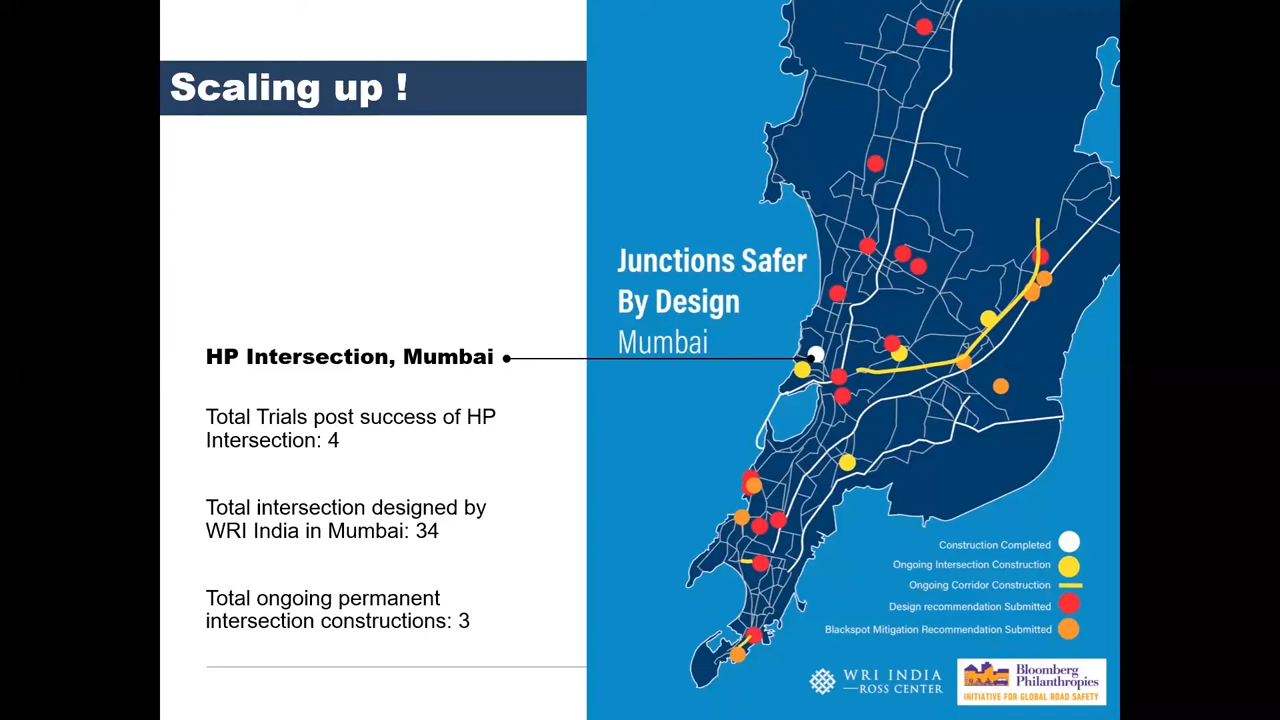 Scaling up !
HP Intersection, Mumbai
Total Trials post success of HP
Intersection: 4
Total intersection designed by
WRI India in Mumbai: 34
Total ongoing permanent
intersection constructions: 3
Junctions Safer
By Design
Mumbai
Construction Completed
Ongoing Intersection Construction
Ongoing Corridor Construction
Design recommendation Submitted
Blackspot Mitigation Recommendation Submitted
WRI INDIA
ROSS CENTER
Bloomberg
Philanthropies
INITIATIVE FOR GLOBAL ROAD SAFETY